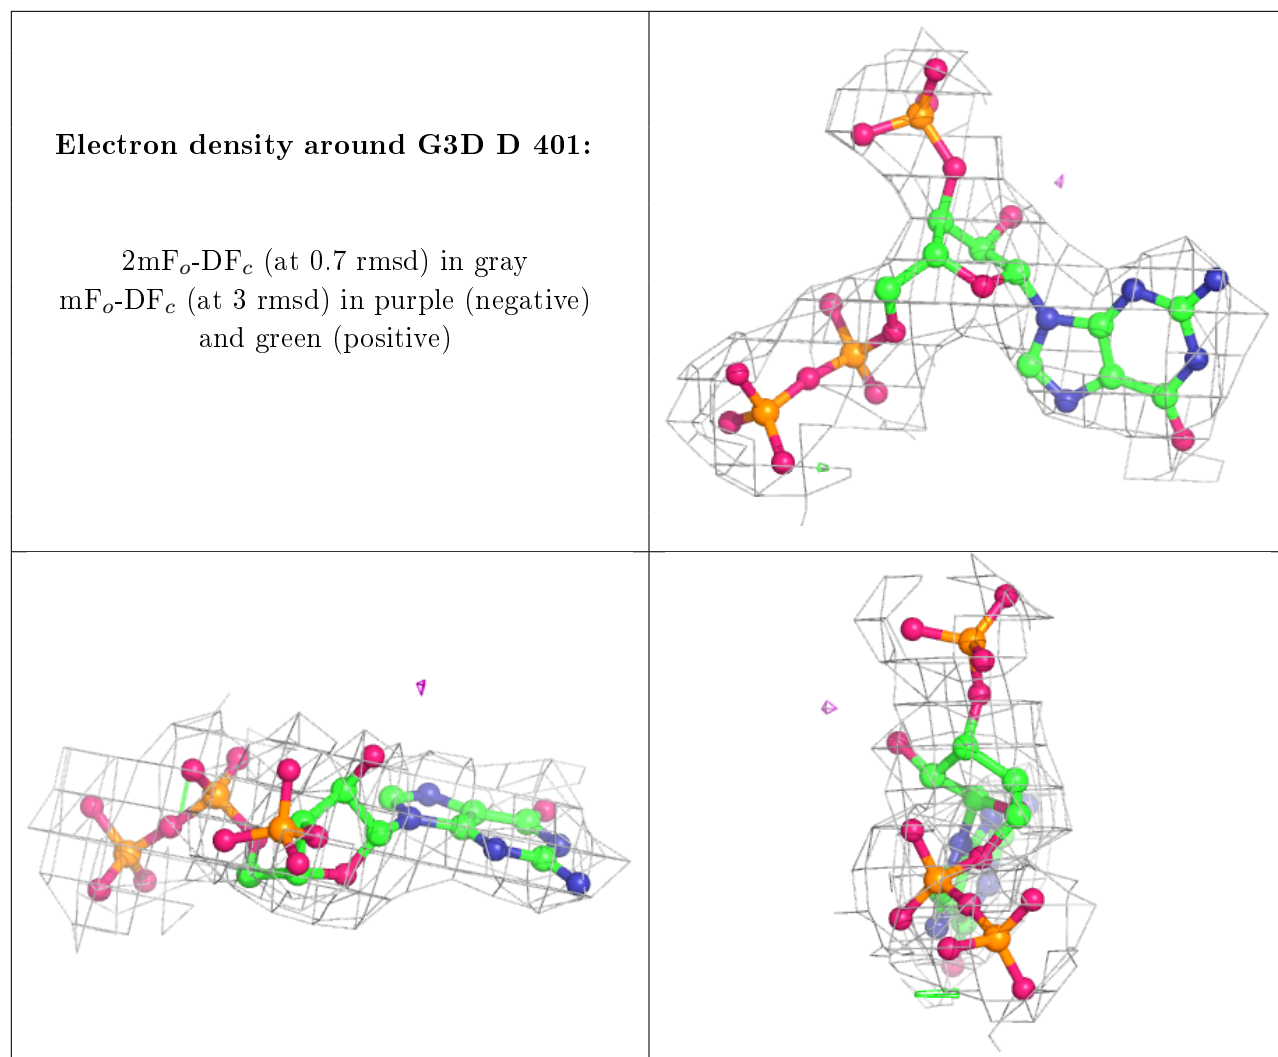 Electron density around G3D D 401:
2mFₒ-DF𝒸 (at 0.7 rmsd) in gray
mFₒ-DF𝒸 (at 3 rmsd) in purple (negative)
and green (positive)